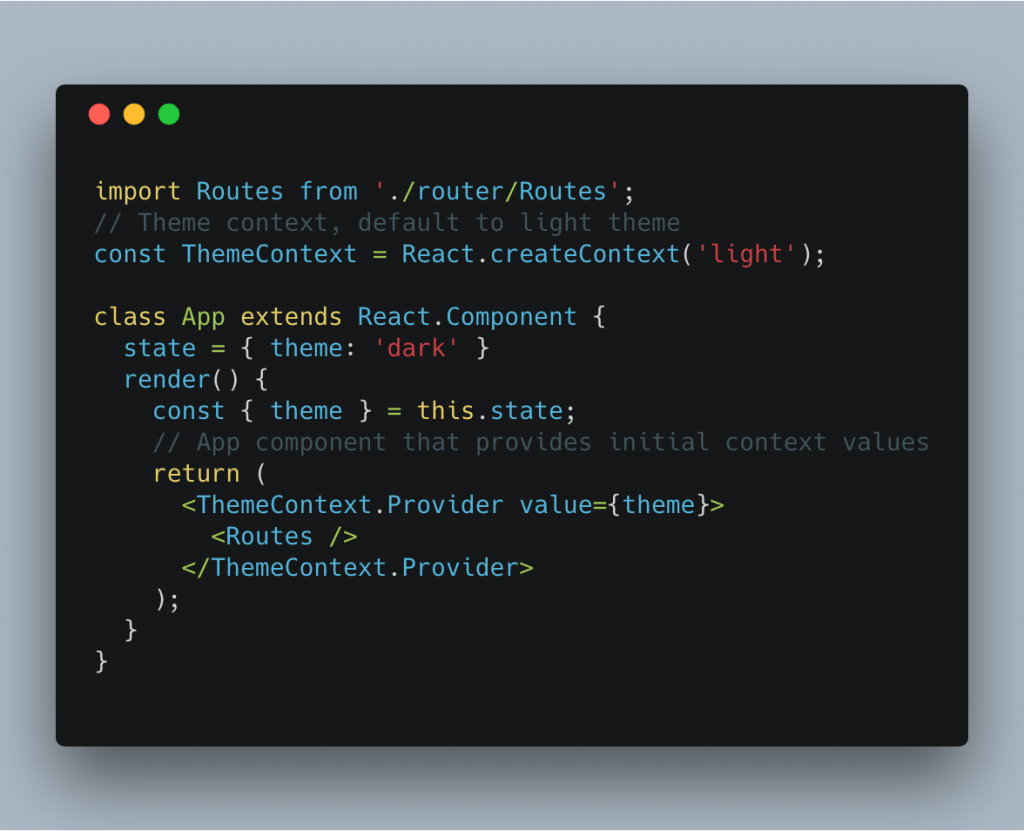 import Routes from './router/Routes';
// Theme context, default to light theme
const ThemeContext = React.createContext('light');

class App extends React.Component {
  state = { theme: 'dark' }
  render() {
    const { theme } = this.state;
    // App component that provides initial context values
    return (
      <ThemeContext.Provider value={theme}>
        <Routes />
      </ThemeContext.Provider>
    );
  }
}